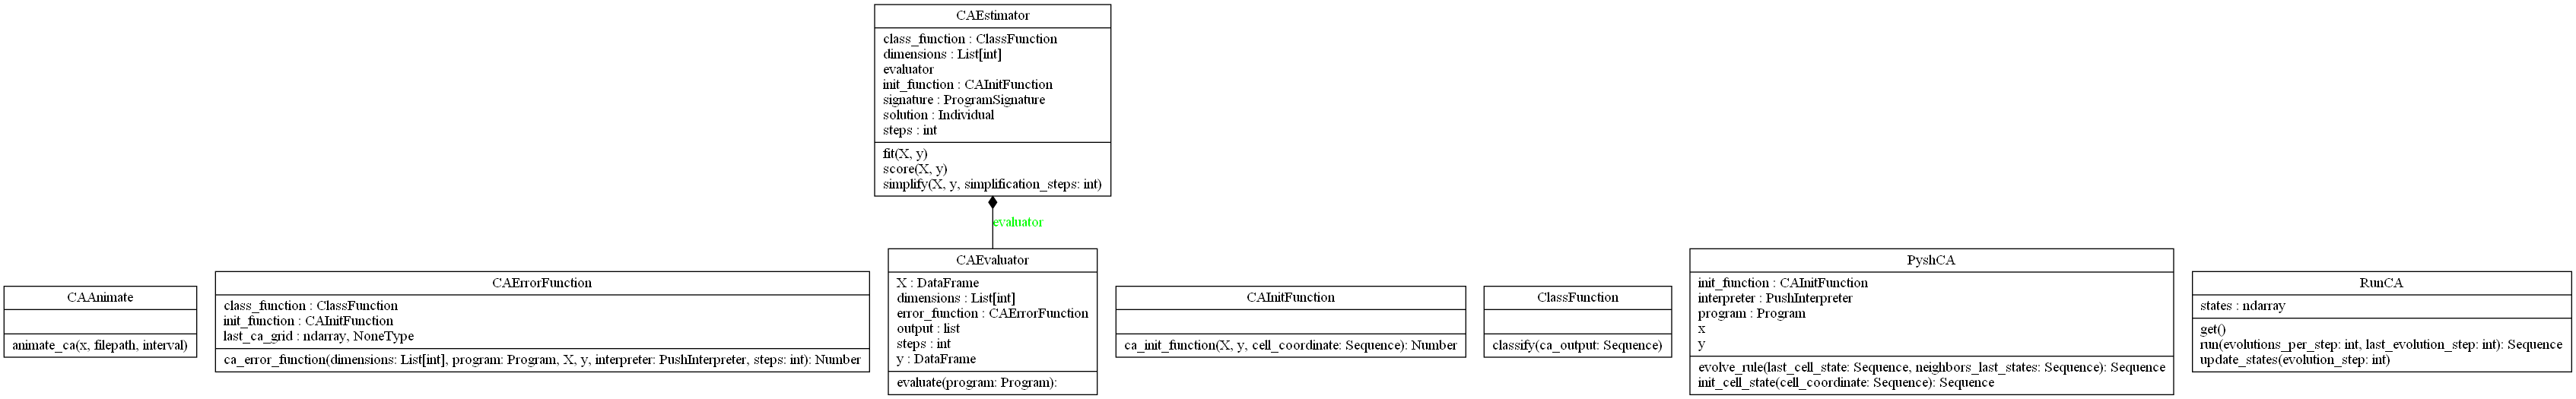 CAEstimator
class_function : ClassFunction
dimensions : List[int]
evaluator
init_function : CAInitFunction
signature : ProgramSignature
solution : Individual
steps : int
fit(X, y)
score(X, y)
simplify(X, y, simplification_steps: int)
evaluator
CAAnimate
animate_ca(x, filepath, interval)
CAErrorFunction
class_function : ClassFunction
init_function : CAInitFunction
last_ca_grid : ndarray, NoneType
ca_error_function(dimensions: List[int], program: Program, X, y, interpreter: PushInterpreter, steps: int): Number
CAEvaluator
X : DataFrame
dimensions : List[int]
error_function : CAErrorFunction
output : list
steps : int
y : DataFrame
evaluate(program: Program):
CAInitFunction
ca_init_function(X, y, cell_coordinate: Sequence): Number
ClassFunction
classify(ca_output: Sequence)
PyshCA
init_function : CAInitFunction
interpreter : PushInterpreter
program : Program
x
y
evolve_rule(last_cell_state: Sequence, neighbors_last_states: Sequence): Sequence
init_cell_state(cell_coordinate: Sequence): Sequence
RunCA
states : ndarray
get()
run(evolutions_per_step: int, last_evolution_step: int): Sequence
update_states(evolution_step: int)